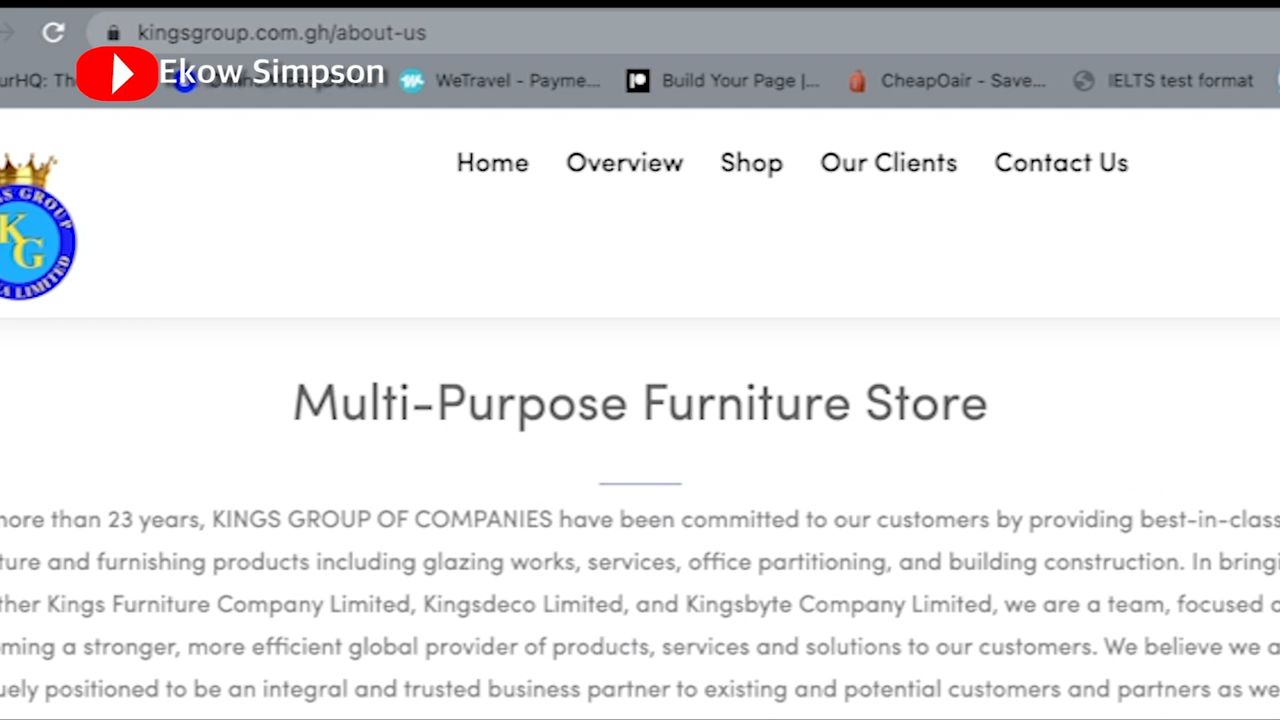 kingsgroup.com.gh/about-us
Ekow Simpson
WeTravel - Payme...
Build Your Page |...
CheapOair - Save...
IELTS test format
Home Overview Shop Our Clients Contact Us
GROUP
KG
LIMITED
Multi-Purpose Furniture Store
more than 23 years, KINGS GROUP OF COMPANIES have been committed to our customers by providing best-in-class
ture and furnishing products including glazing works, services, office partitioning, and building construction. In bringi
ther Kings Furniture Company Limited, Kingsdeco Limited, and Kingsbyte Company Limited, we are a team, focused o
oming a stronger, more efficient global provider of products, services and solutions to our customers. We believe we a
uely positioned to be an integral and trusted business partner to existing and potential customers and partners as we